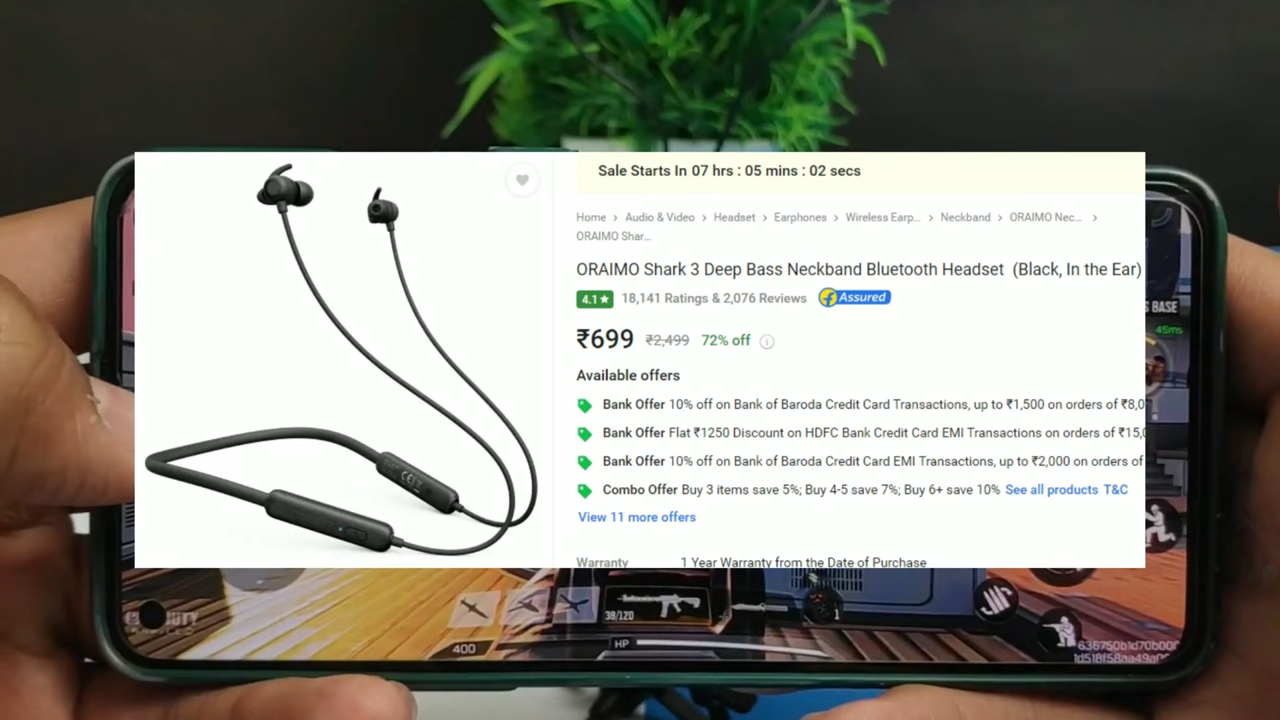 Sale Starts In 07 hrs : 05 mins : 02 secs
Home > Audio & Video > Headset > Earphones > Wireless Earp... > Neckband > ORAIMO Nec... >
ORAIMO Shar...
ORAIMO Shark 3 Deep Bass Neckband Bluetooth Headset (Black, In the Ear)
4.1★ 18,141 Ratings & 2,076 Reviews f Assured
₹699 ₹2,499 72% off i
Available offers
Bank Offer 10% off on Bank of Baroda Credit Card Transactions, up to ₹1,500 on orders of ₹8,0
Bank Offer Flat ₹1250 Discount on HDFC Bank Credit Card EMI Transactions on orders of ₹15,0
Bank Offer 10% off on Bank of Baroda Credit Card EMI Transactions, up to ₹2,000 on orders of
Combo Offer Buy 3 items save 5%; Buy 4-5 save 7%; Buy 6+ save 10% See all products T&C
View 11 more offers
Warranty 1 Year Warranty from the Date of Purchase
S BASE
45ms
38/120
1
400
HP
636750b1d70b000